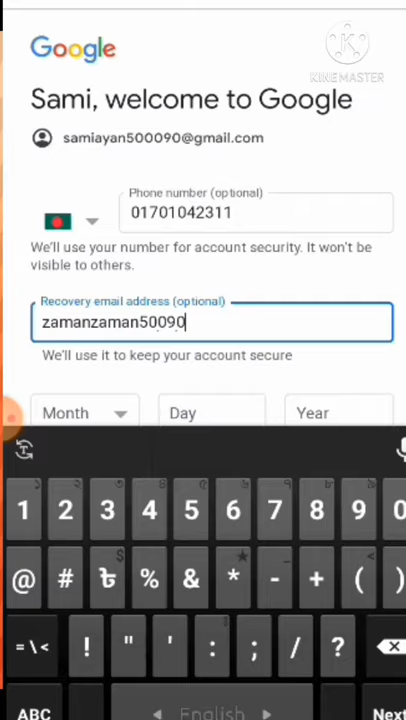 KINEMASTER
Google
Sami, welcome to Google
samiayan500090@gmail.com
Phone number (optional)
01701042311
We'll use your number for account security. It won't be
visible to others.
Recovery email address (optional)
zamanzaman50090
We'll use it to keep your account secure
Month Day Year
1 2 3 4 5 6 7 8 9 0
@ # ৳ % & * - + ( )
= \ < ! " ' : ; / ?
ABC English Next